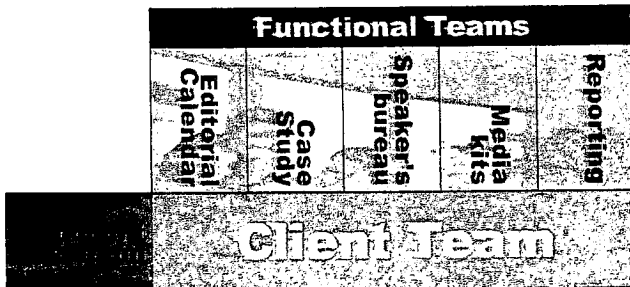 Functional Teams
Editorial
Calendar
Case
Study
Speaker's
bureau
Media
kits
Reporting
Client Team